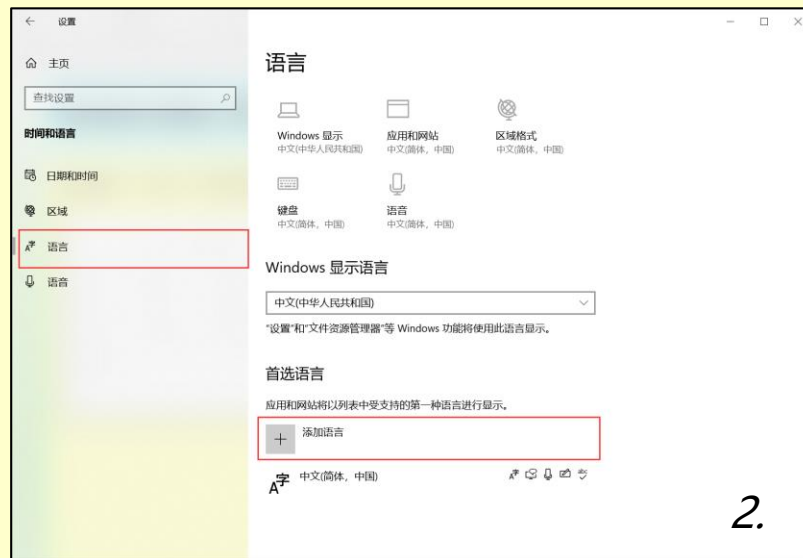 设置
主页
查找设置
时间和语言
日期和时间
区域
语言
语音
语言
Windows 显示
中文(中华人民共和国)
应用和网站
中文(简体，中国)
区域格式
中文(简体，中国)
键盘
中文(简体，中国)
语音
中文(简体，中国)
Windows 显示语言
中文(中华人民共和国)
"设置"和"文件资源管理器"等 Windows 功能将使用此语言显示。
首选语言
应用和网站将以列表中受支持的第一种语言进行显示。
添加语言
中文(简体，中国)
2.